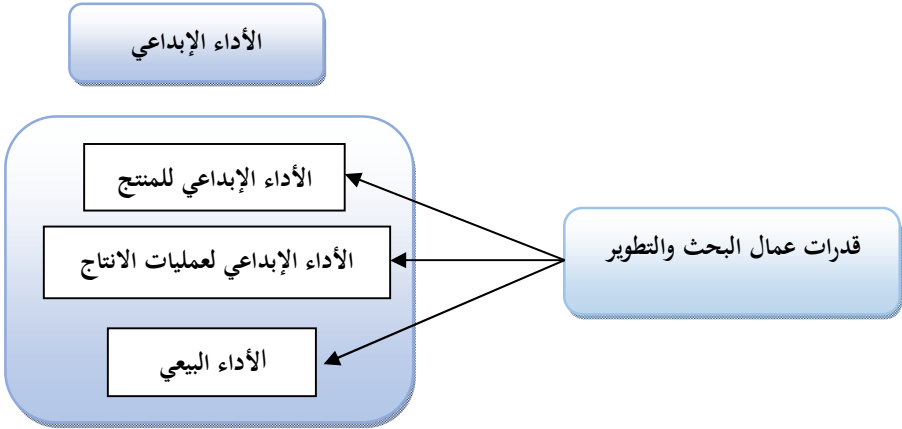 الأداء الإبداعي
الأداء الإبداعي للمنتج
قدرات عمال البحث والتطوير
الأداء الإبداعي لعمليات الانتاج
الأداء البيعي